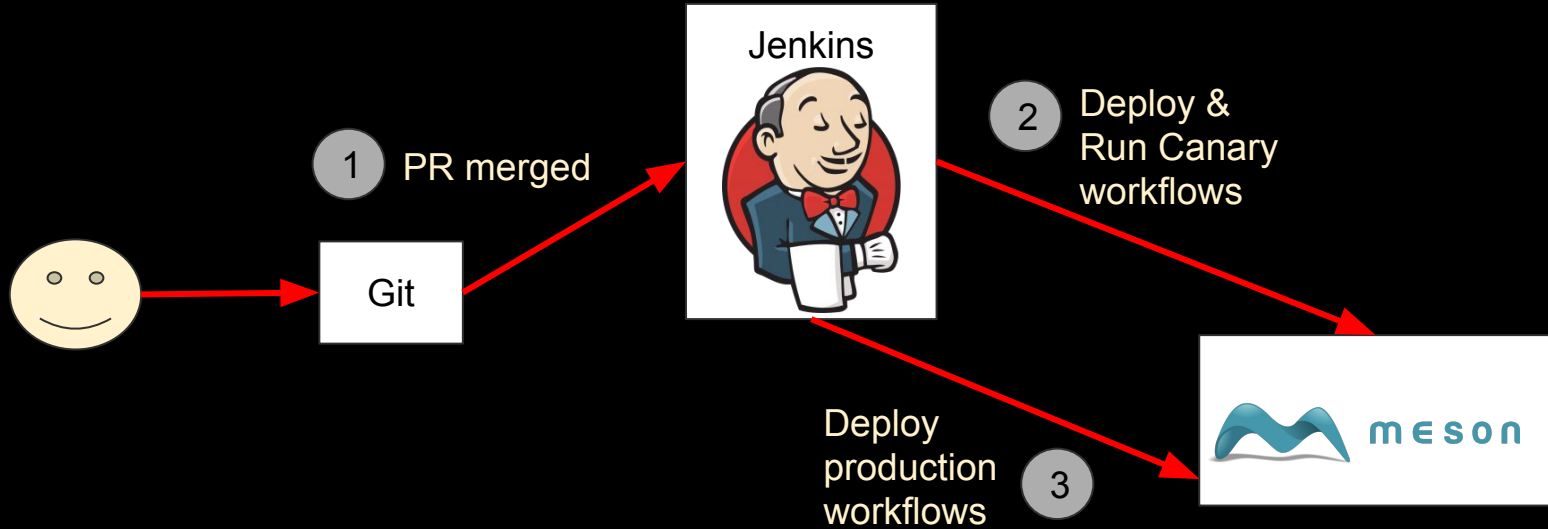 Jenkins
1
PR merged
2
Deploy &
Run Canary
workflows
Git
meson
Deploy
production
workflows
3